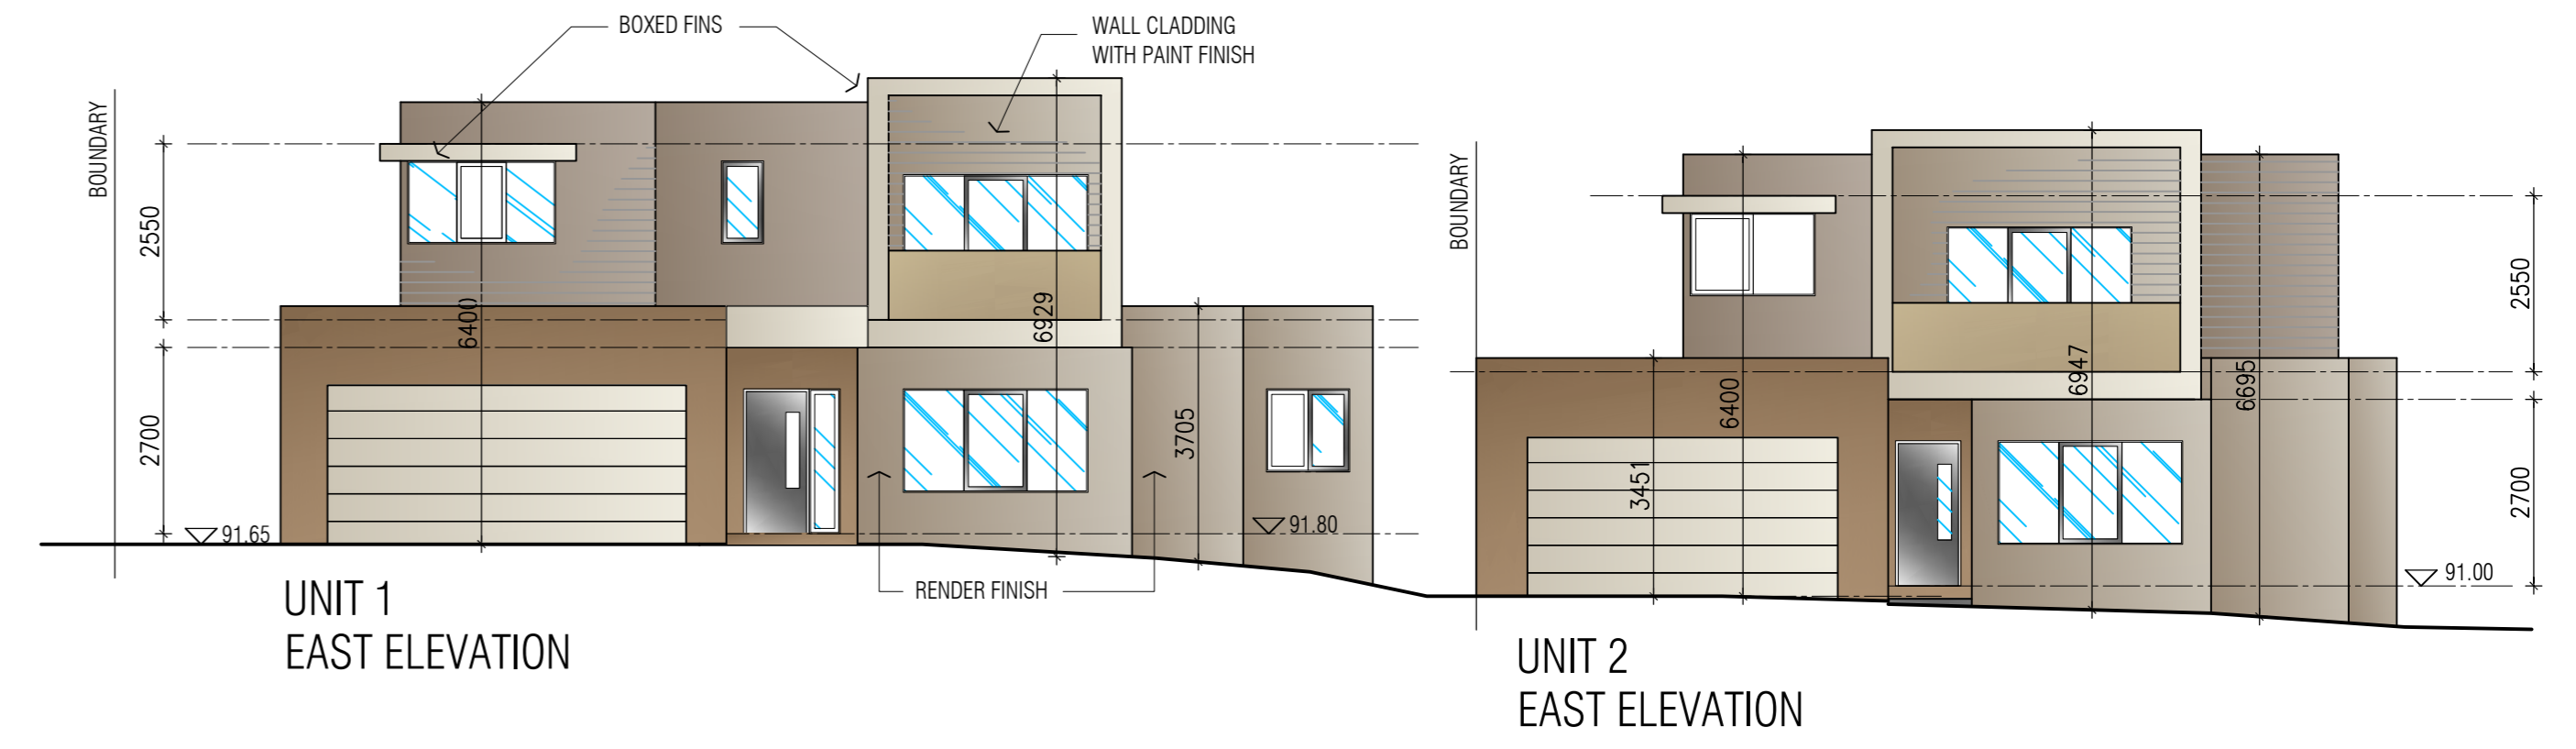 BOXED FINS
WALL CLADDING
WITH PAINT FINISH
BOUNDARY
2550
2700
6400
6929
3705
91.65
91.80
RENDER FINISH
UNIT 1
EAST ELEVATION
BOUNDARY
3451
6400
6947
6695
2550
2700
91.00
UNIT 2
EAST ELEVATION